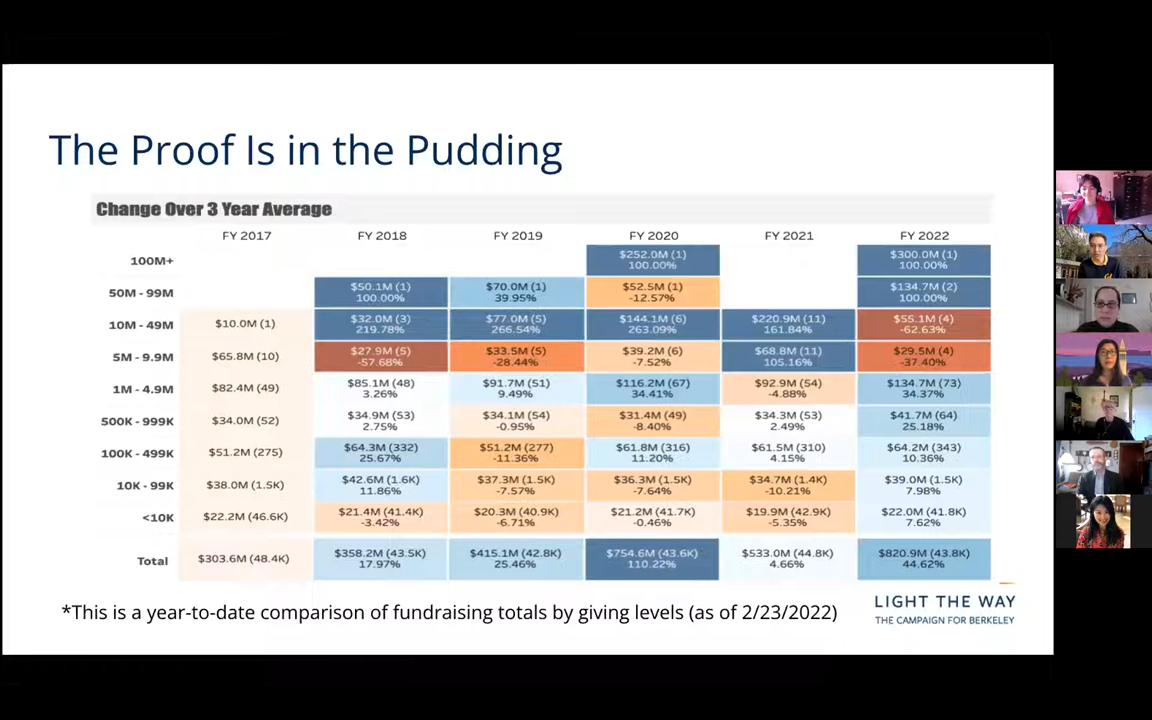 The Proof Is in the Pudding
Change Over 3 Year Average
FY 2017 FY 2018 FY 2019 FY 2020 FY 2021 FY 2022
100M+ $252.0M (1) $300.0M (1)
100.00% 100.00%
50M - 99M $50.1M (1) $70.0M (1) $52.5M (1) $134.7M (2)
100.00% 39.95% -12.57% 100.00%
10M - 49M $10.0M (1) $32.0M (3) $77.0M (5) $144.1M (6) $220.9M (11) $55.1M (4)
219.78% 266.54% 263.09% 161.84% -62.63%
5M - 9.9M $65.8M (10) $27.9M (5) $33.5M (5) $39.2M (6) $68.8M (11) $29.5M (4)
-57.68% -28.44% -7.52% 105.16% -37.40%
1M - 4.9M $82.4M (49) $85.1M (48) $91.7M (51) $116.2M (67) $92.9M (54) $134.7M (73)
3.26% 9.49% 34.41% -4.88% 34.37%
500K - 999K $34.0M (52) $34.9M (53) $34.1M (54) $31.4M (49) $34.3M (53) $41.7M (64)
2.75% -0.95% -8.40% 2.49% 25.18%
100K - 499K $51.2M (275) $64.3M (332) $51.2M (277) $61.8M (316) $61.5M (310) $64.2M (343)
25.67% -11.36% 11.20% 4.15% 10.36%
10K - 99K $38.0M (1.5K) $42.6M (1.6K) $37.3M (1.5K) $36.3M (1.5K) $34.7M (1.4K) $39.0M (1.5K)
11.86% -7.57% -7.64% -10.21% 7.98%
<10K $22.2M (46.6K) $21.4M (41.4K) $20.3M (40.9K) $21.2M (41.7K) $19.9M (42.9K) $22.0M (41.8K)
-3.42% -6.71% -0.46% -5.35% 7.62%
Total $303.6M (48.4K) $358.2M (43.5K) $415.1M (42.8K) $754.6M (43.6K) $533.0M (44.8K) $820.9M (43.8K)
17.97% 25.46% 110.22% 4.66% 44.62%
*This is a year-to-date comparison of fundraising totals by giving levels (as of 2/23/2022)
LIGHT THE WAY
THE CAMPAIGN FOR BERKELEY